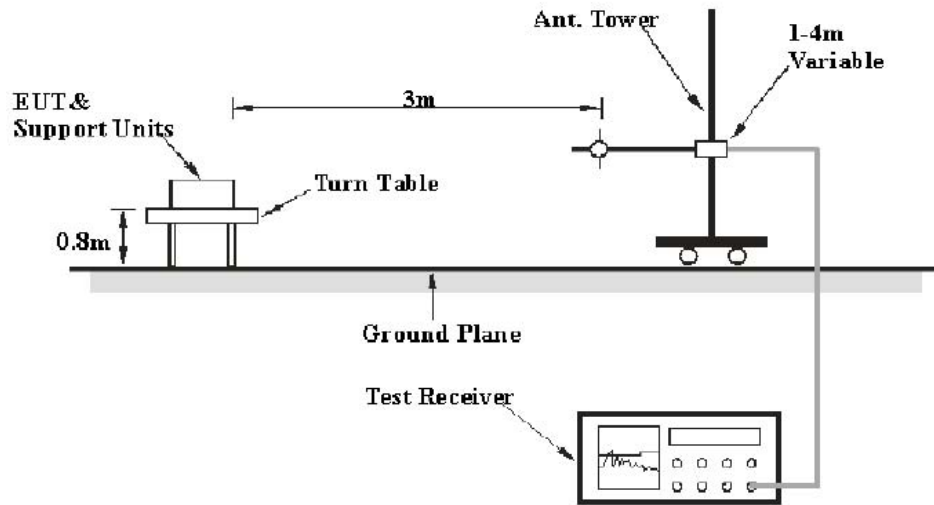 Ant. Tower
1-4m
Variable
EUT&
Support Units
3m
Turn Table
0.8m
Ground Plane
Test Receiver